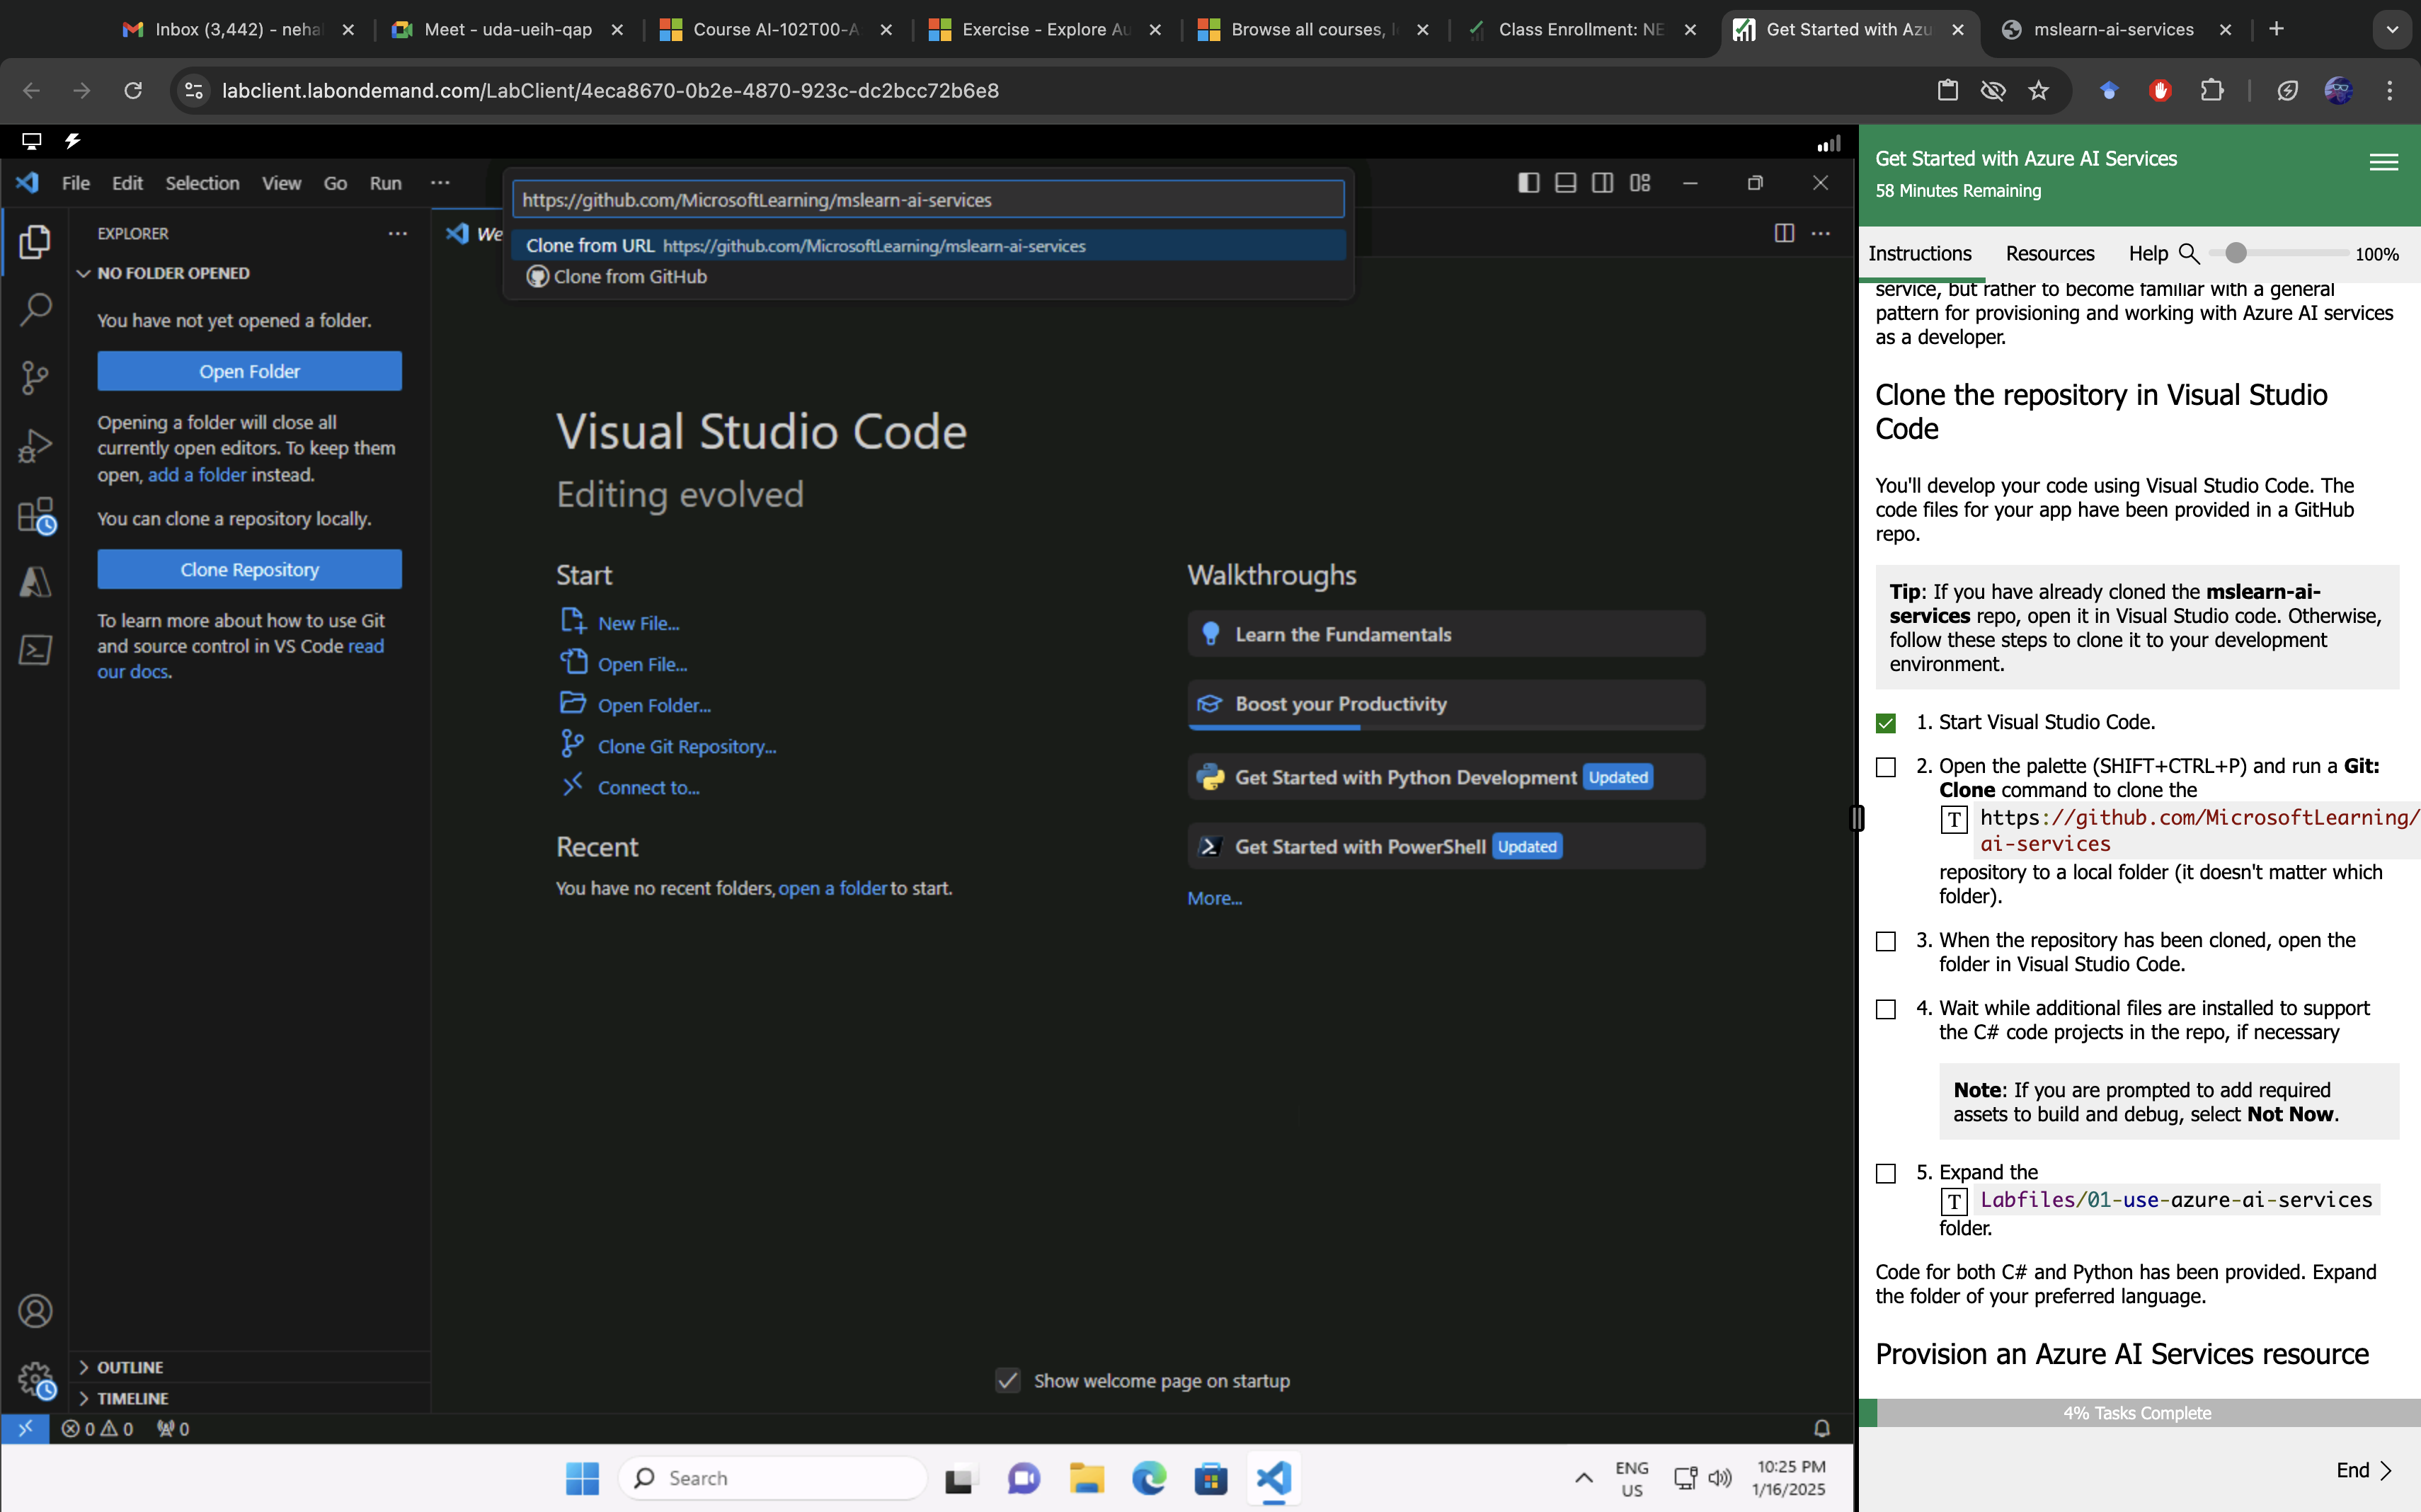 Inbox (3,442) - neha
Meet - uda-ueih-qap
Course AI-102T00-A
Exercise - Explore Au
Browse all courses, l
Class Enrollment: NE
Get Started with Azu
mslearn-ai-services
labclient.labondemand.com/LabClient/4eca8670-0b2e-4870-923c-dc2bcc72b6e8
File Edit Selection View Go Run ···
https://github.com/MicrosoftLearning/mslearn-ai-services
Clone from URL https://github.com/MicrosoftLearning/mslearn-ai-services
Clone from GitHub
EXPLORER
We
NO FOLDER OPENED
You have not yet opened a folder.
Open Folder
Opening a folder will close all
currently open editors. To keep them
open, add a folder instead.
You can clone a repository locally.
Clone Repository
To learn more about how to use Git
and source control in VS Code read
our docs.
OUTLINE
TIMELINE
Visual Studio Code
Editing evolved
Start
New File...
Open File...
Open Folder...
Clone Git Repository...
Connect to...
Recent
You have no recent folders, open a folder to start.
Walkthroughs
Learn the Fundamentals
Boost your Productivity
Get Started with Python Development Updated
Get Started with PowerShell Updated
More...
Show welcome page on startup
0 0 0
Search
ENG
US
10:25 PM
1/16/2025
Get Started with Azure AI Services
58 Minutes Remaining
Instructions Resources Help 100%
service, but rather to become familiar with a general
pattern for provisioning and working with Azure AI services
as a developer.
Clone the repository in Visual Studio
Code
You'll develop your code using Visual Studio Code. The
code files for your app have been provided in a GitHub
repo.
Tip: If you have already cloned the mslearn-ai-
services repo, open it in Visual Studio code. Otherwise,
follow these steps to clone it to your development
environment.
1. Start Visual Studio Code.
2. Open the palette (SHIFT+CTRL+P) and run a Git:
Clone command to clone the
T https://github.com/MicrosoftLearning/
ai-services
repository to a local folder (it doesn't matter which
folder).
3. When the repository has been cloned, open the
folder in Visual Studio Code.
4. Wait while additional files are installed to support
the C# code projects in the repo, if necessary
Note: If you are prompted to add required
assets to build and debug, select Not Now.
5. Expand the
T Labfiles/01-use-azure-ai-services
folder.
Code for both C# and Python has been provided. Expand
the folder of your preferred language.
Provision an Azure AI Services resource
4% Tasks Complete
End